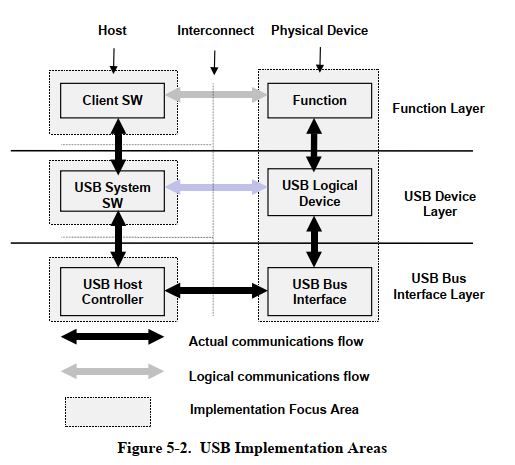 Host Interconnect Physical Device
Client SW
Function
Function Layer
USB System
SW
USB Logical
Device
USB Device
Layer
USB Host
Controller
USB Bus
Interface
USB Bus
Interface Layer
Actual communications flow
Logical communications flow
Implementation Focus Area
Figure 5-2. USB Implementation Areas